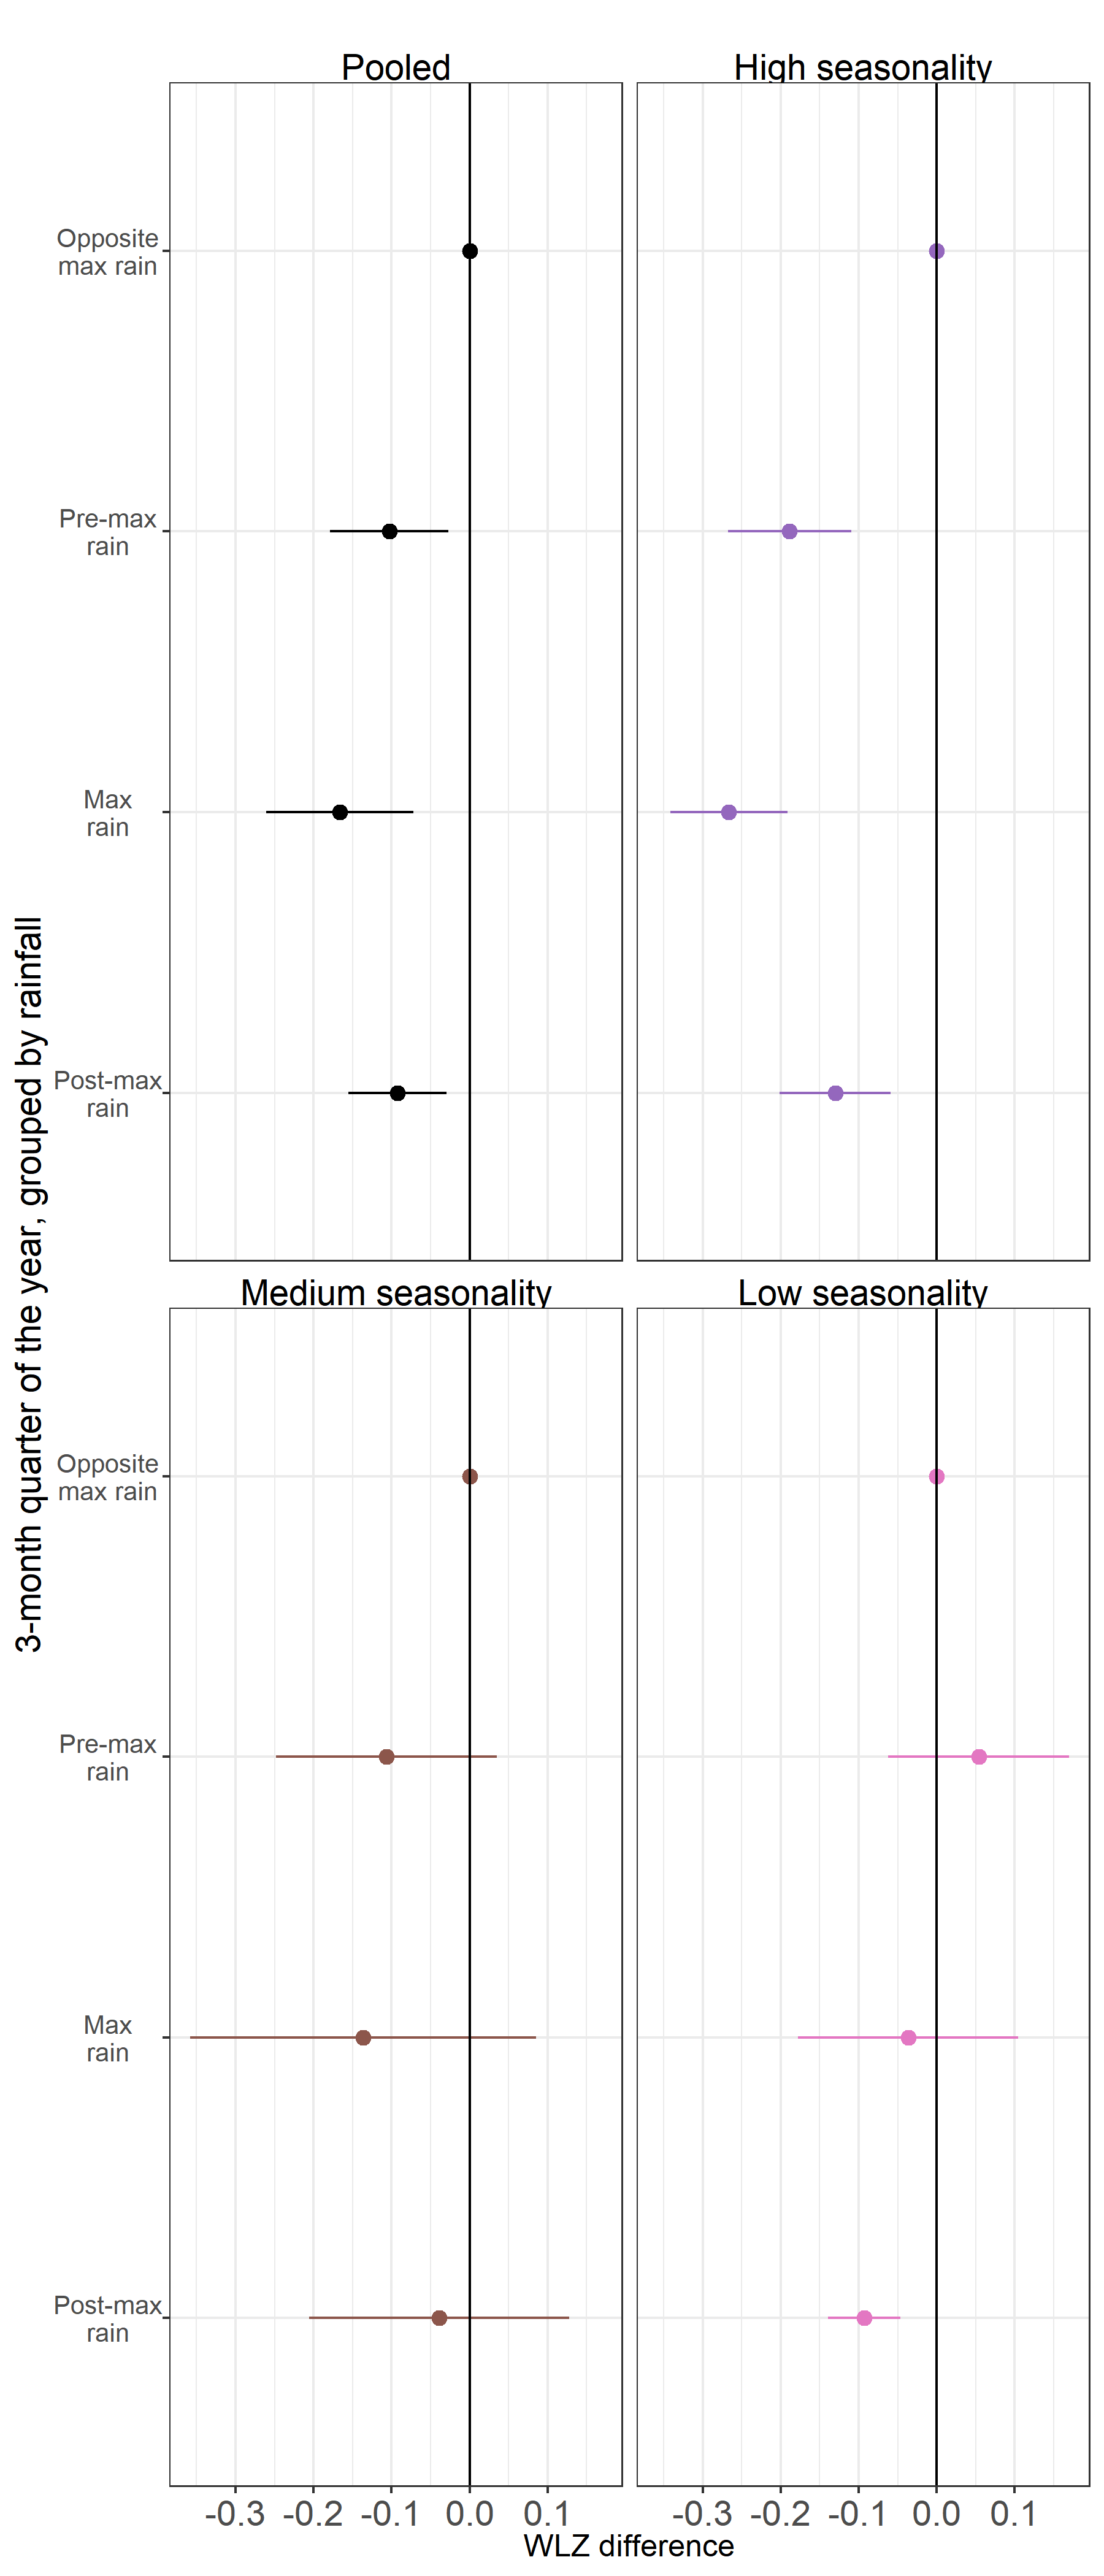 Pooled
High seasonality
Opposite
max rain
Pre-max
rain
Max
rain
Post-max
rain
3-month quarter of the year, grouped by rainfall
Medium seasonality
Low seasonality
Opposite
max rain
Pre-max
rain
Max
rain
Post-max
rain
-0.3 -0.2 -0.1 0.0 0.1
-0.3 -0.2 -0.1 0.0 0.1
WLZ difference